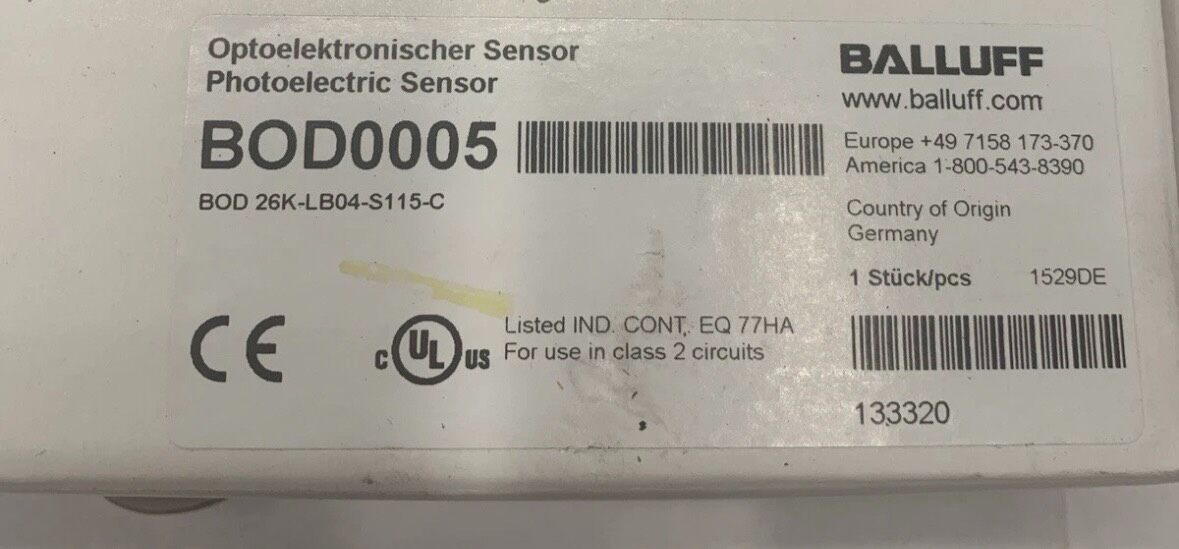 Optoelektronischer Sensor
Photoelectric Sensor
BOD0005
BOD 26K-LB04-S115-C
BALLUFF
www.balluff.com
Europe +49 7158 173-370
America 1-800-543-8390
Country of Origin
Germany
1 Stück/pcs 1529DE
133320
CE
C UL US
Listed IND. CONT. EQ 77HA
For use in class 2 circuits